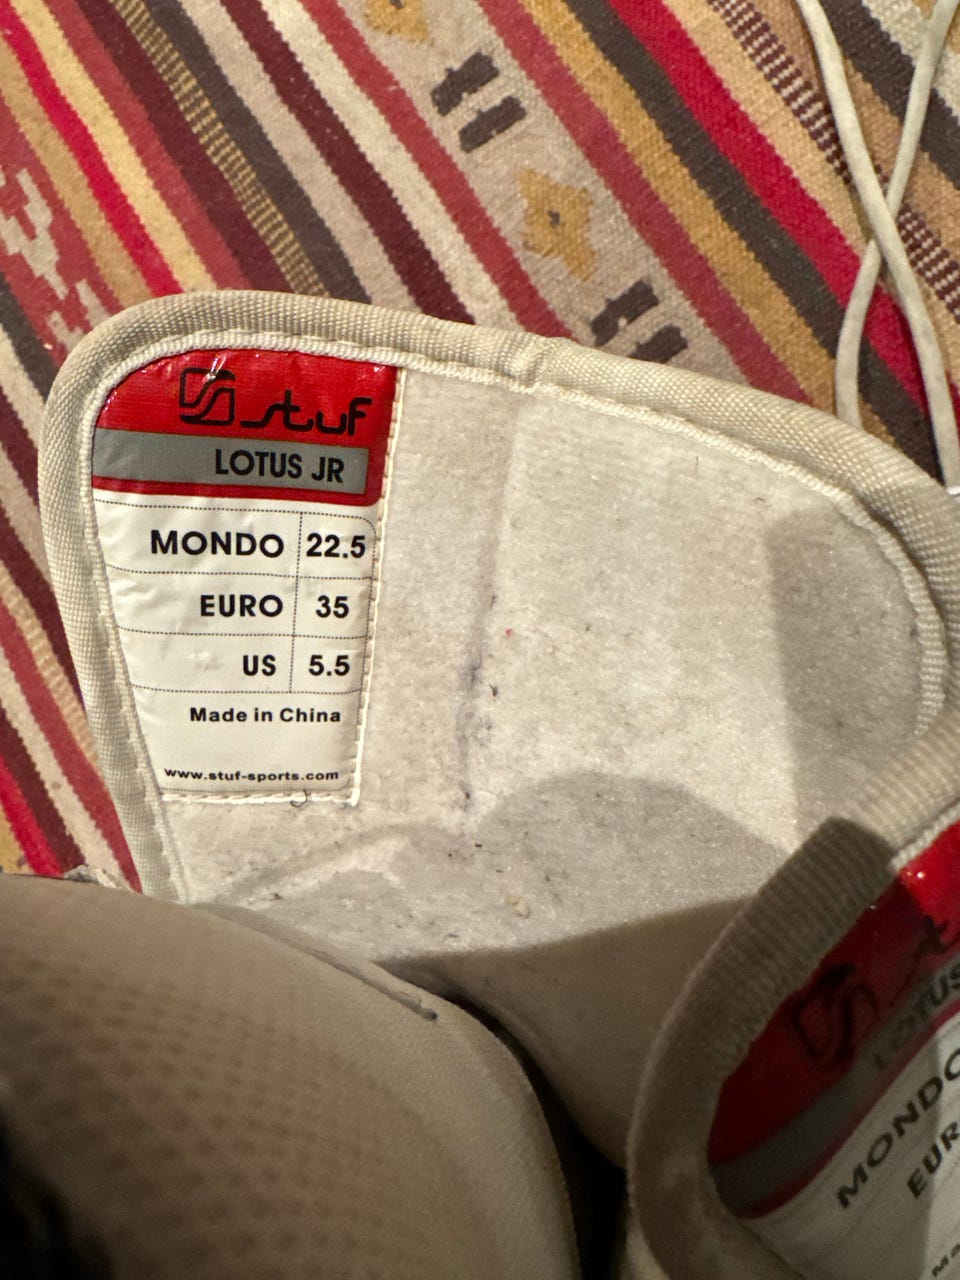 stuf
LOTUS JR
MONDO 22.5
EURO 35
US 5.5
Made in China
www.stuf-sports.com
LOTUS
MONDO
EUR